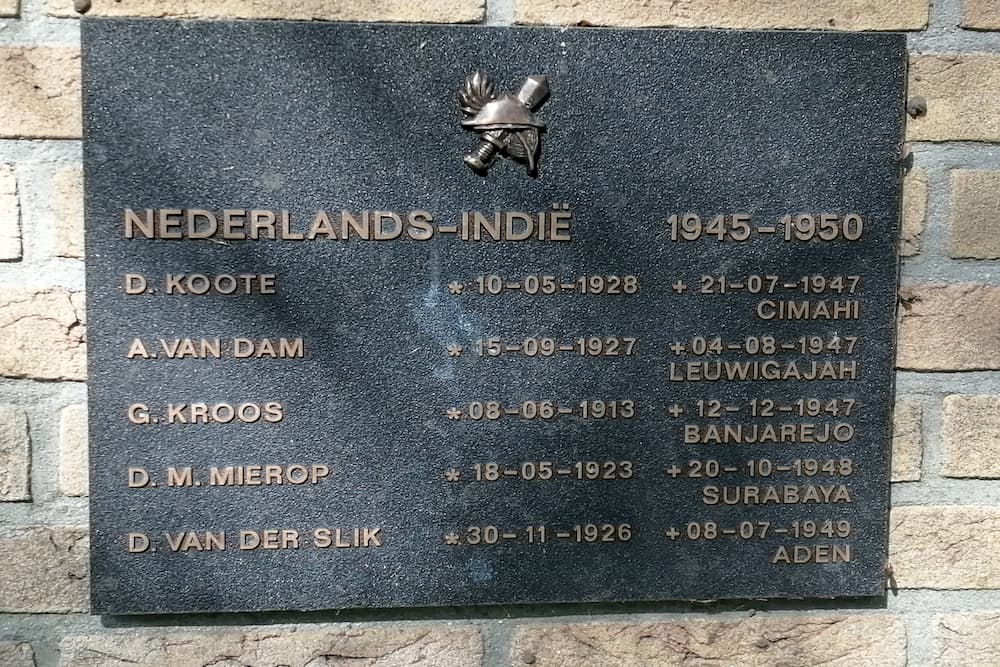 NEDERLANDS-INDIË 1945-1950
D. KOOTE * 10-05-1928 + 21-07-1947
CIMAHI
A. VAN DAM * 15-09-1927 +04-08-1947
LEUWIGAJAH
G. KROOS *08-06-1913 + 12-12-1947
BANJAREJO
D. M. MIEROP * 18-05-1923 +20-10-1948
SURABAYA
D. VAN DER SLIK *30-11-1926 +08-07-1949
ADEN